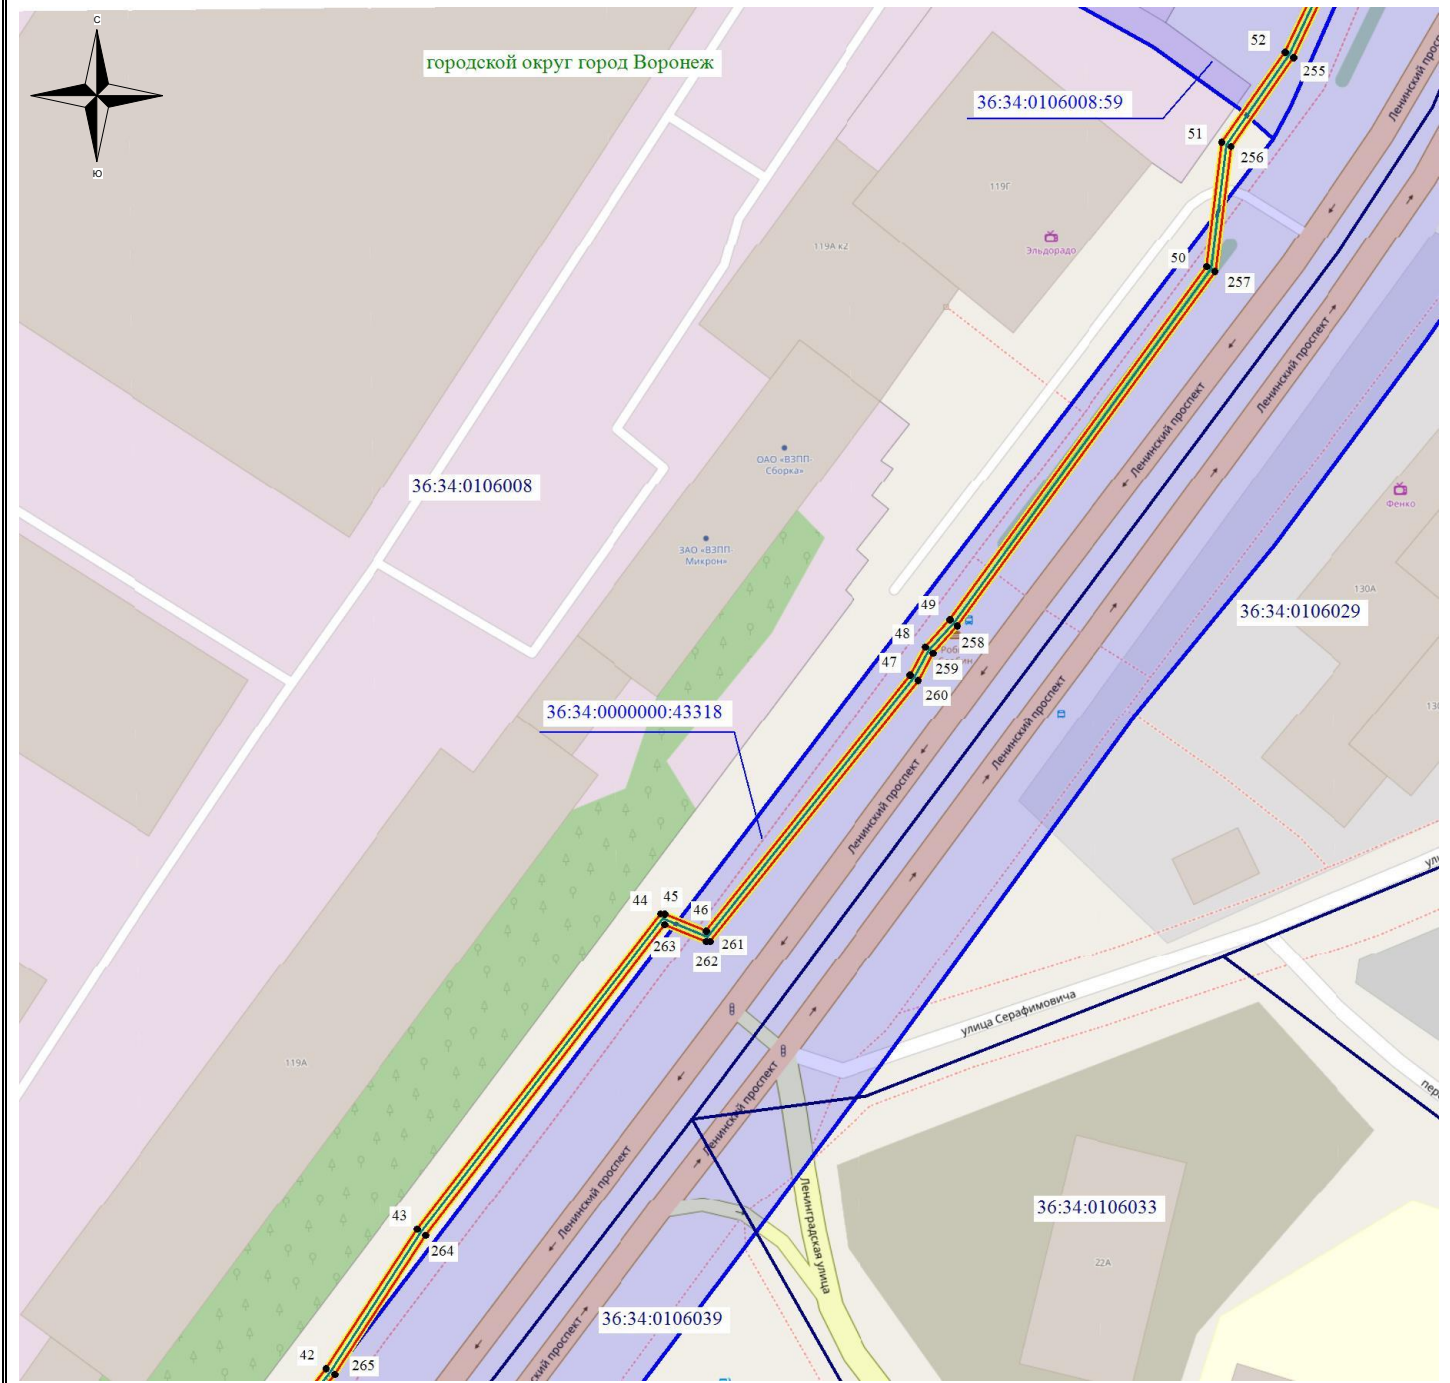 С
Ю
городской округ город Воронеж
52
255
36:34:0106008:59
51
256
119Г
119А к2
Эльдорадо
50
257
Ленинский
Ленинский проспект
Ленинский проспект
ОАО «ВЗПП-
Сборка»
36:34:0106008
Фенко
ЗАО «ВЗПП-
Микрон»
130А
36:34:0106029
49
48
258
259
47
260
36:34:0000000:43318
Ленинский проспект
Ленинский проспект
44
45
46
263
261
262
улица Серафимовича
119А
Ленинский проспект
Ленинский проспект
36:34:0106033
22А
43
264
Ленинградская улица
36:34:0106039
42
265